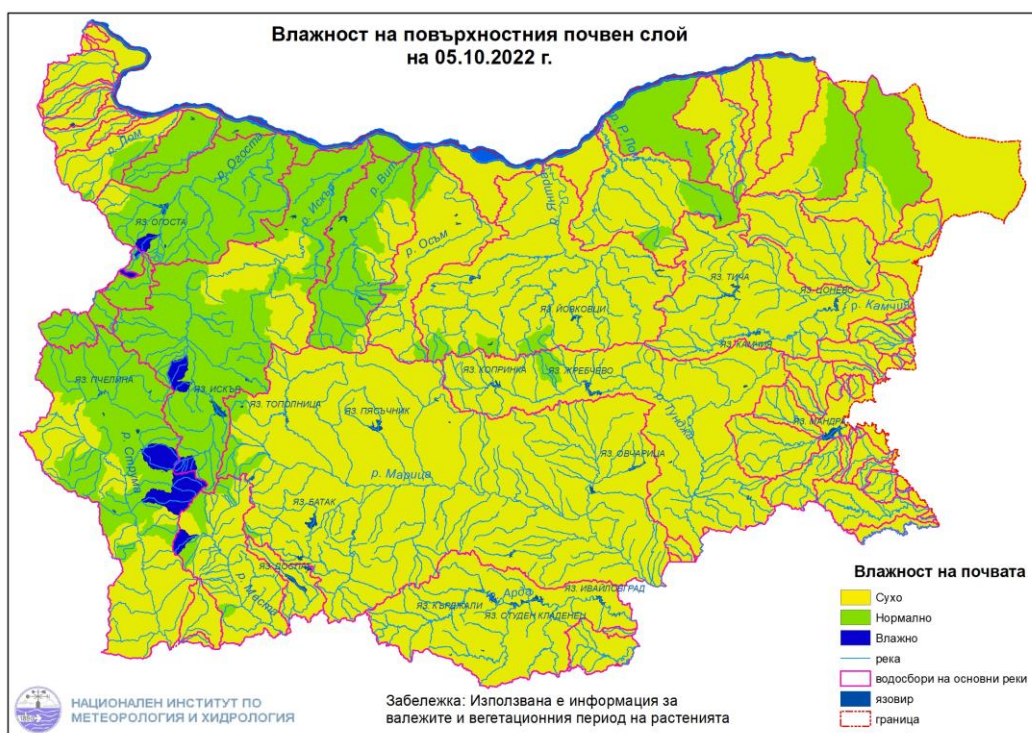 Влажност на повърхностния почвен слой
на 05.10.2022 г.
р. Лом
р. Огоста
Искър
р. Вит
р. Осъм
р. Янтра
р. Р. Лом
ЯЗ. ОГОСТА
ЯЗ. ТИЧА
ЯЗ. ЦОНЕВО
р. Камчия
ЯЗ. ЙОВКОВЦИ
ЯЗ. КАМЧИЯ
ЯЗ. ПЧЕЛИНА
ЯЗ. ИСКЪР
ЯЗ. КОПРИНКА
ЯЗ. ЖРЕБЧЕВО
ЯЗ. ТОПОЛНИЦА
ЯЗ. ПЯСЪЧНИК
р. Тунджа
ЯЗ. МАНДРА
р. Струма
р. Марица
ЯЗ. ОВЧАРИЦА
ЯЗ. БАТАК
ЯЗ. ДОСПАТ
р. Места
р. Арда
ЯЗ. ИВАЙЛОВГРАД
ЯЗ. КЪРДЖАЛИ
ЯЗ. СТУДЕН КЛАДЕНЕЦ
Влажност на почвата
Сухо
Нормално
Влажно
река
водосбори на основни реки
язовир
граница
НАЦИОНАЛЕН ИНСТИТУТ ПО
МЕТЕОРОЛОГИЯ И ХИДРОЛОГИЯ
Забележка: Използвана е информация за
валежите и вегетационния период на растенията